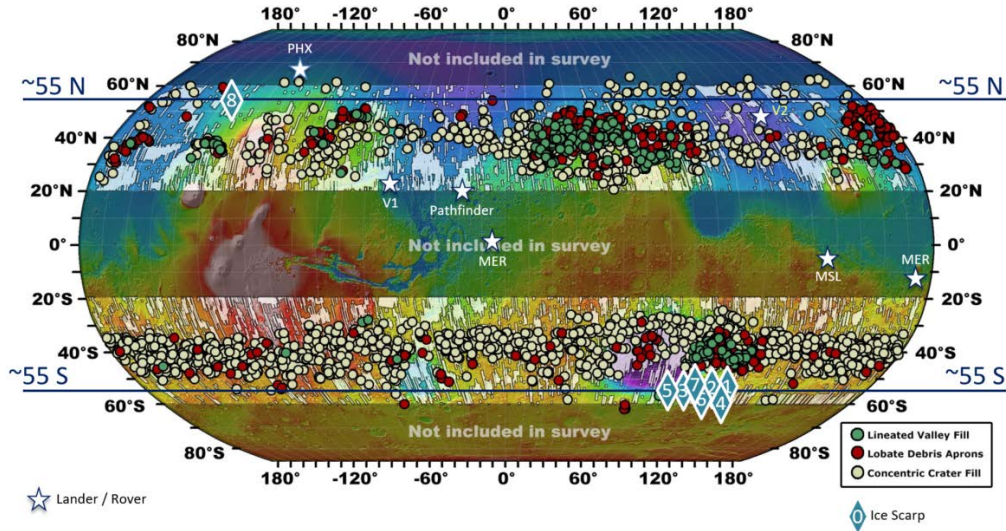 180° -120° -60° 0° 60° 120° 180°
80°N 80°N
PHX
Not included in survey
~55 N 60°N 60°N ~55 N
8
40°N 40°N
20°N 20°N
V1
Pathfinder
0° Not included in survey 0°
MER
MSL
MER
20°S 20°S
40°S 40°S
~55 S ~55 S
5 3 7 2 1
6 4
60°S 60°S
Not included in survey
80°S 80°S
180° -120° -60° 0° 60° 120° 180°
Lineated Valley Fill
Lobate Debris Aprons
Concentric Crater Fill
Lander / Rover
0 Ice Scarp